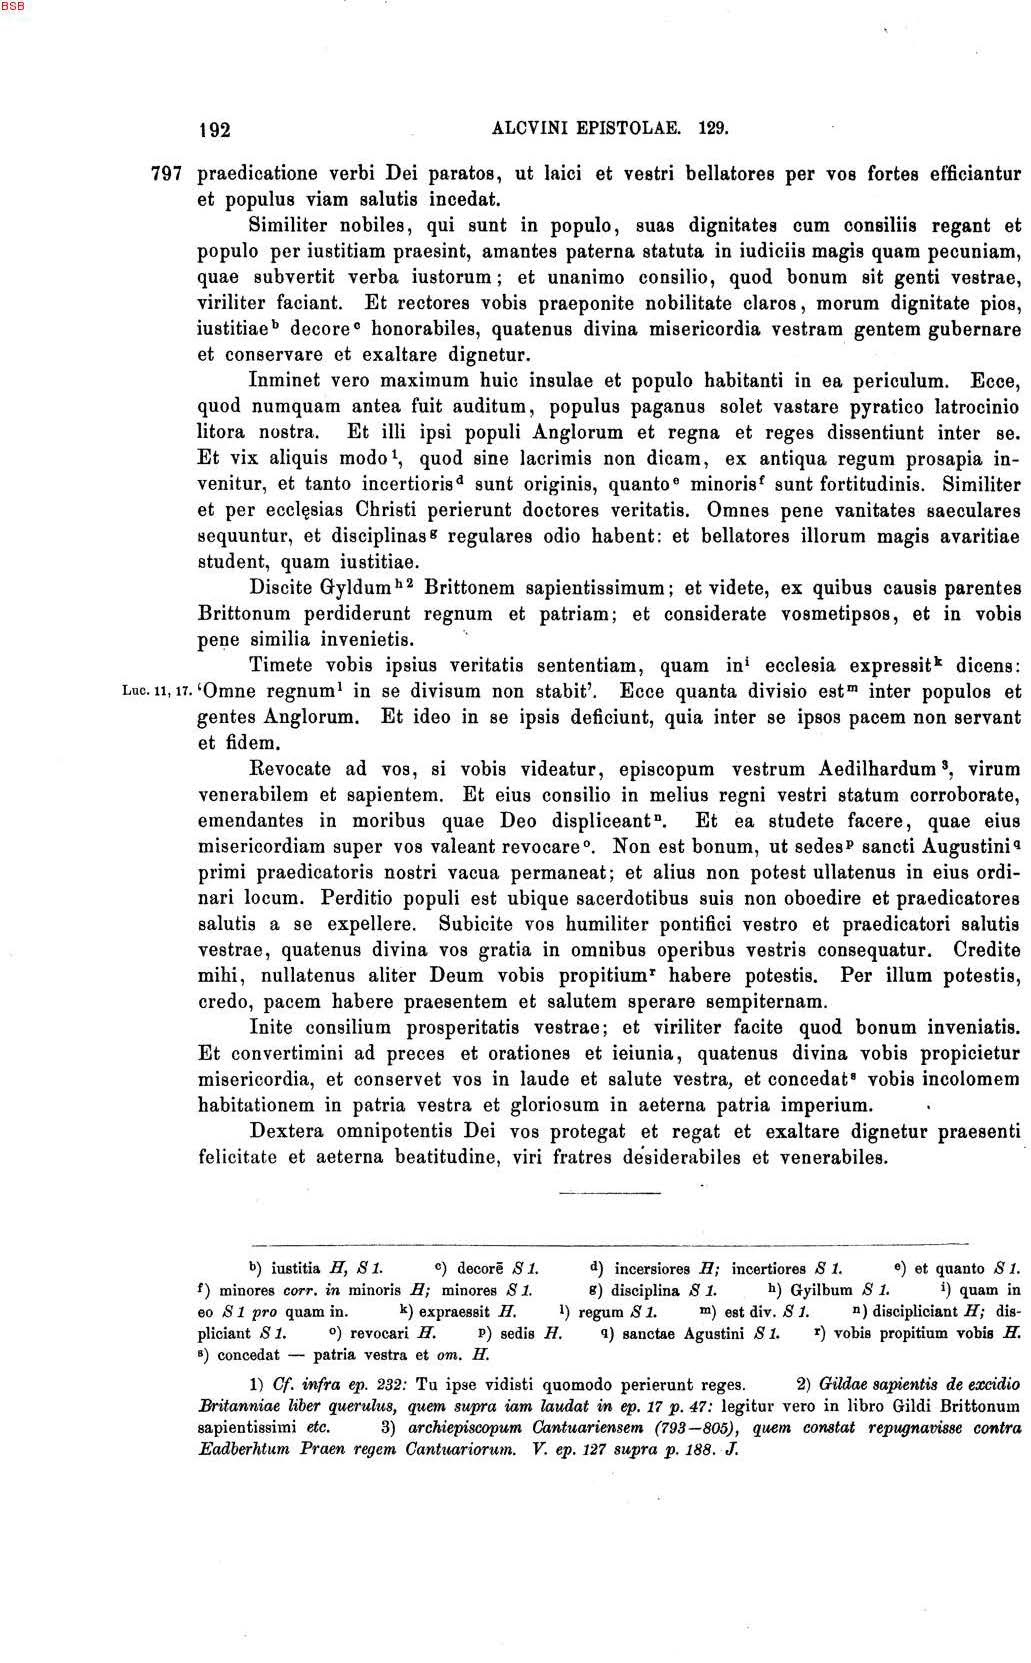 BSB
192 ALCVINI EPISTOLAE. 129.
797 praedicatione verbi Dei paratos, ut laici et vestri bellatores per vos fortes efficiantur
et populus viam salutis incedat.
Similiter nobiles, qui sunt in populo, suas dignitates cum consiliis regant et
populo per iustitiam praesint, amantes paterna statuta in iudiciis magis quam pecuniam,
quae subvertit verba iustorum; et unanimo consilio, quod bonum sit genti vestrae,
viriliter faciant. Et rectores vobis praeponite nobilitate claros, morum dignitate pios,
iustitiae ᵇ decore ᶜ honorabiles, quatenus divina misericordia vestram gentem gubernare
et conservare et exaltare dignetur.
Inminet vero maximum huic insulae et populo habitanti in ea periculum. Ecce,
quod numquam antea fuit auditum, populus paganus solet vastare pyratico latrocinio
litora nostra. Et illi ipsi populi Anglorum et regna et reges dissentiunt inter se.
Et vix aliquis modo ¹, quod sine lacrimis non dicam, ex antiqua regum prosapia in-
venitur, et tanto incertioris ᵈ sunt originis, quanto ᵉ minoris ᶠ sunt fortitudinis. Similiter
et per ecclęsias Christi perierunt doctores veritatis. Omnes pene vanitates saeculares
sequuntur, et disciplinas ᵍ regulares odio habent: et bellatores illorum magis avaritiae
student, quam iustitiae.
Discite Gyldum ʰ ² Brittonem sapientissimum; et videte, ex quibus causis parentes
Brittonum perdiderunt regnum et patriam; et considerate vosmetipsos, et in vobis
pene similia invenietis.
Timete vobis ipsius veritatis sententiam, quam in ⁱ ecclesia expressit ᵏ dicens:
Luc. 11, 17. ‘Omne regnum ˡ in se divisum non stabit’. Ecce quanta divisio est ᵐ inter populos et
gentes Anglorum. Et ideo in se ipsis deficiunt, quia inter se ipsos pacem non servant
et fidem.
Revocate ad vos, si vobis videatur, episcopum vestrum Aedilhardum ³, virum
venerabilem et sapientem. Et eius consilio in melius regni vestri statum corroborate,
emendantes in moribus quae Deo displiceant ⁿ. Et ea studete facere, quae eius
misericordiam super vos valeant revocare ᵒ. Non est bonum, ut sedes ᵖ sancti Augustini q
primi praedicatoris nostri vacua permaneat; et alius non potest ullatenus in eius ordi-
nari locum. Perditio populi est ubique sacerdotibus suis non oboedire et praedicatores
salutis a se expellere. Subicite vos humiliter pontifici vestro et praedicatori salutis
vestrae, quatenus divina vos gratia in omnibus operibus vestris consequatur. Credite
mihi, nullatenus aliter Deum vobis propitium ʳ habere potestis. Per illum potestis,
credo, pacem habere praesentem et salutem sperare sempiternam.
Inite consilium prosperitatis vestrae; et viriliter facite quod bonum inveniatis.
Et convertimini ad preces et orationes et ieiunia, quatenus divina vobis propicietur
misericordia, et conservet vos in laude et salute vestra, et concedat ˢ vobis incolomem
habitationem in patria vestra et gloriosum in aeterna patria imperium.
Dextera omnipotentis Dei vos protegat et regat et exaltare dignetur praesenti
felicitate et aeterna beatitudine, viri fratres desiderabiles et venerabiles.
ᵇ) iustitia H, S 1. ᶜ) decorē S 1. ᵈ) incersiores H; incertiores S 1. ᵉ) et quanto S 1.
ᶠ) minores corr. in minoris H; minores S 1. ᵍ) disciplina S 1. ʰ) Gyilbum S 1. ⁱ) quam in
eo S 1 pro quam in. ᵏ) expraessit H. ˡ) regum S 1. ᵐ) est div. S 1. ⁿ) discipliciant H; dis-
pliciant S 1. ᵒ) revocari H. ᵖ) sedis H. q) sanctae Agustini S 1. ʳ) vobis propitium vobis H.
ˢ) concedat — patria vestra et om. H.
1) Cf. infra ep. 232: Tu ipse vidisti quomodo perierunt reges. 2) Gildae sapientis de excidio
Britanniae liber querulus, quem supra iam laudat in ep. 17 p. 47: legitur vero in libro Gildi Brittonum
sapientissimi etc. 3) archiepiscopum Cantuariensem (793—805), quem constat repugnavisse contra
Eadberhtum Praen regem Cantuariorum. V. ep. 127 supra p. 188. J.